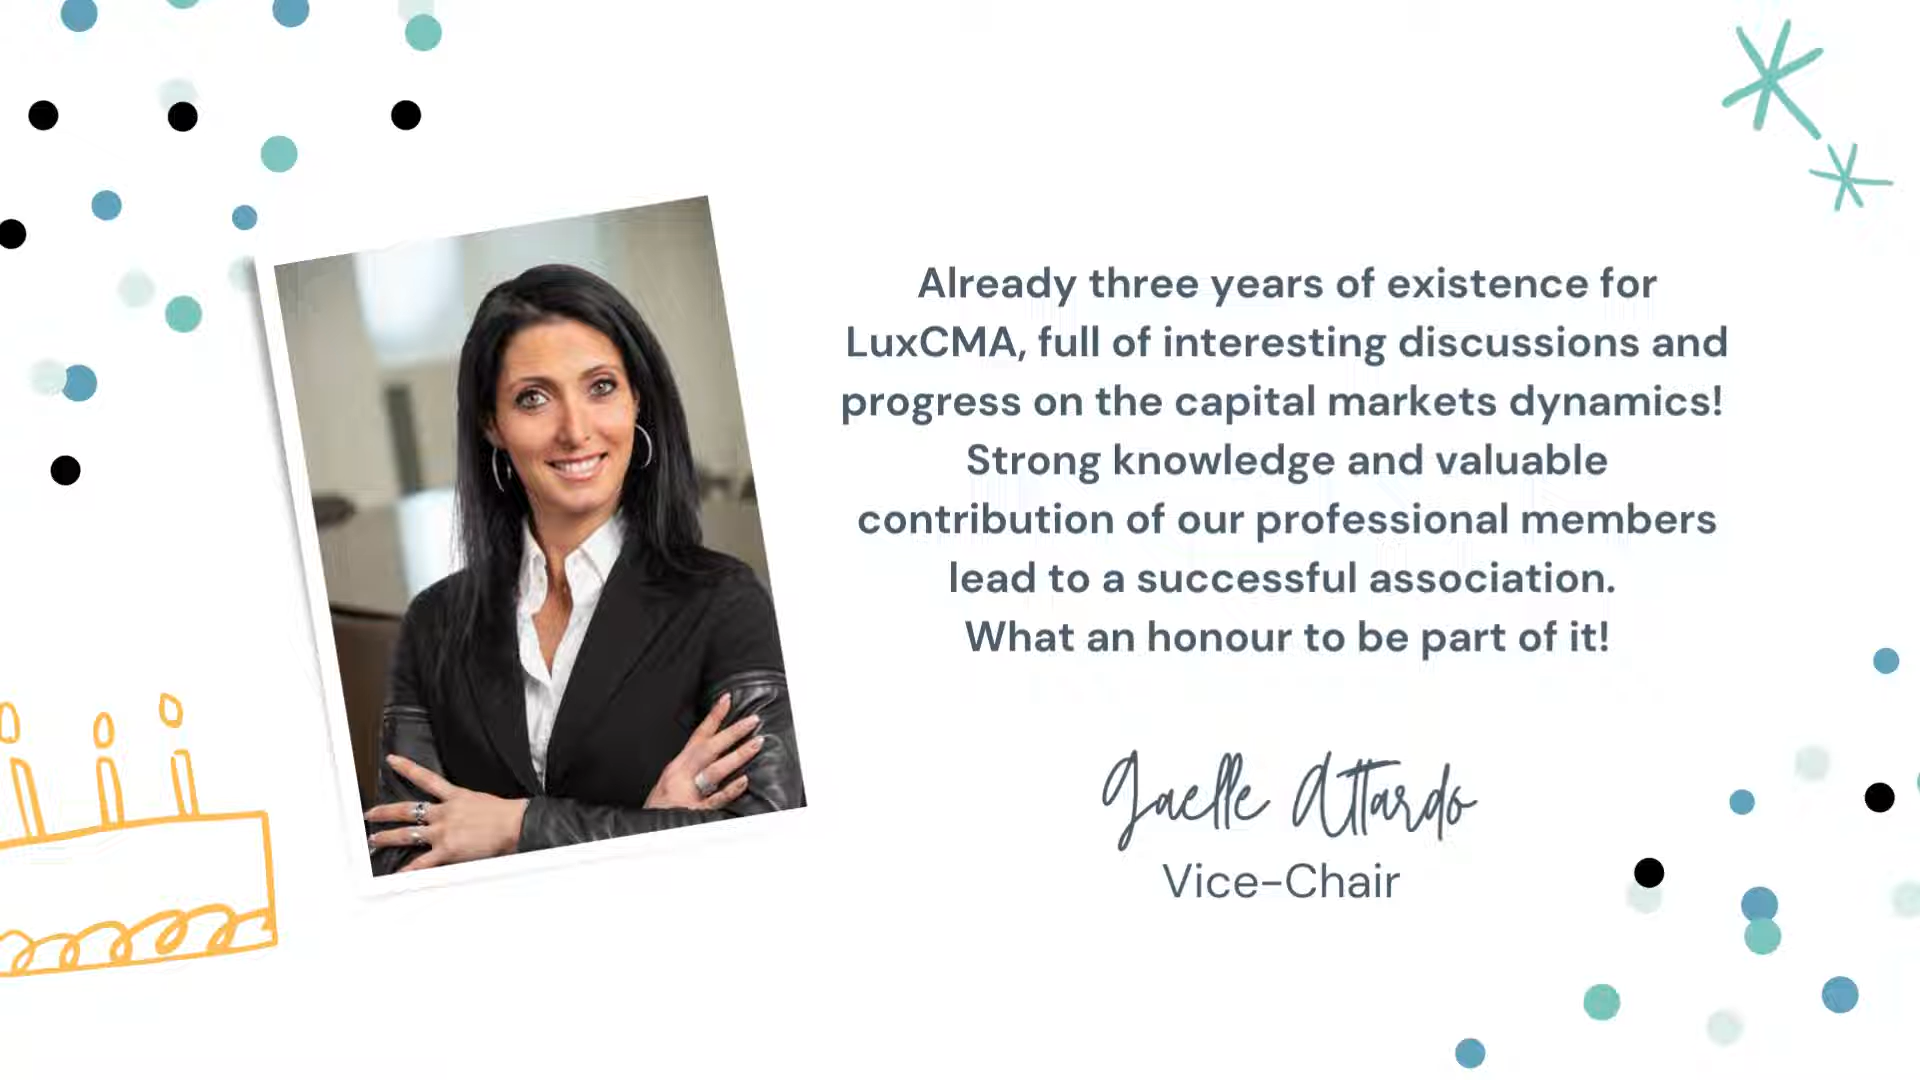 Already three years of existence for
LuxCMA, full of interesting discussions and
progress on the capital markets dynamics!
Strong knowledge and valuable
contribution of our professional members
lead to a successful association.
What an honour to be part of it!
Gaelle Attardo
Vice-Chair